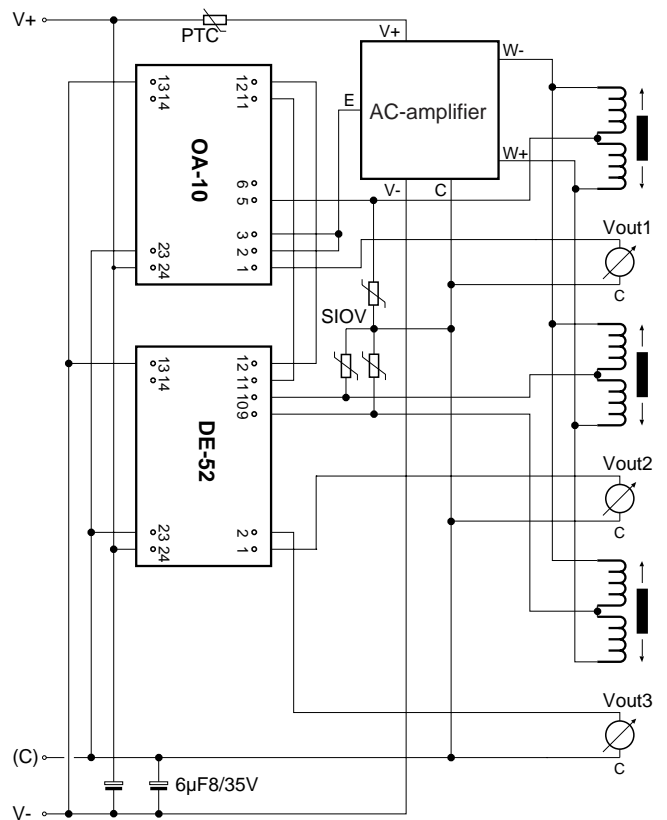 V+
PTC
V+
W-
E
AC-amplifier
W+
V-
C
13
14
12
11
OA-10
6
5
3
2
1
23
24
Vout1
C
SIOV
13
14
12
11
10
9
DE-52
23
24
2
1
Vout2
C
Vout3
C
(C)
6µF8/35V
V-